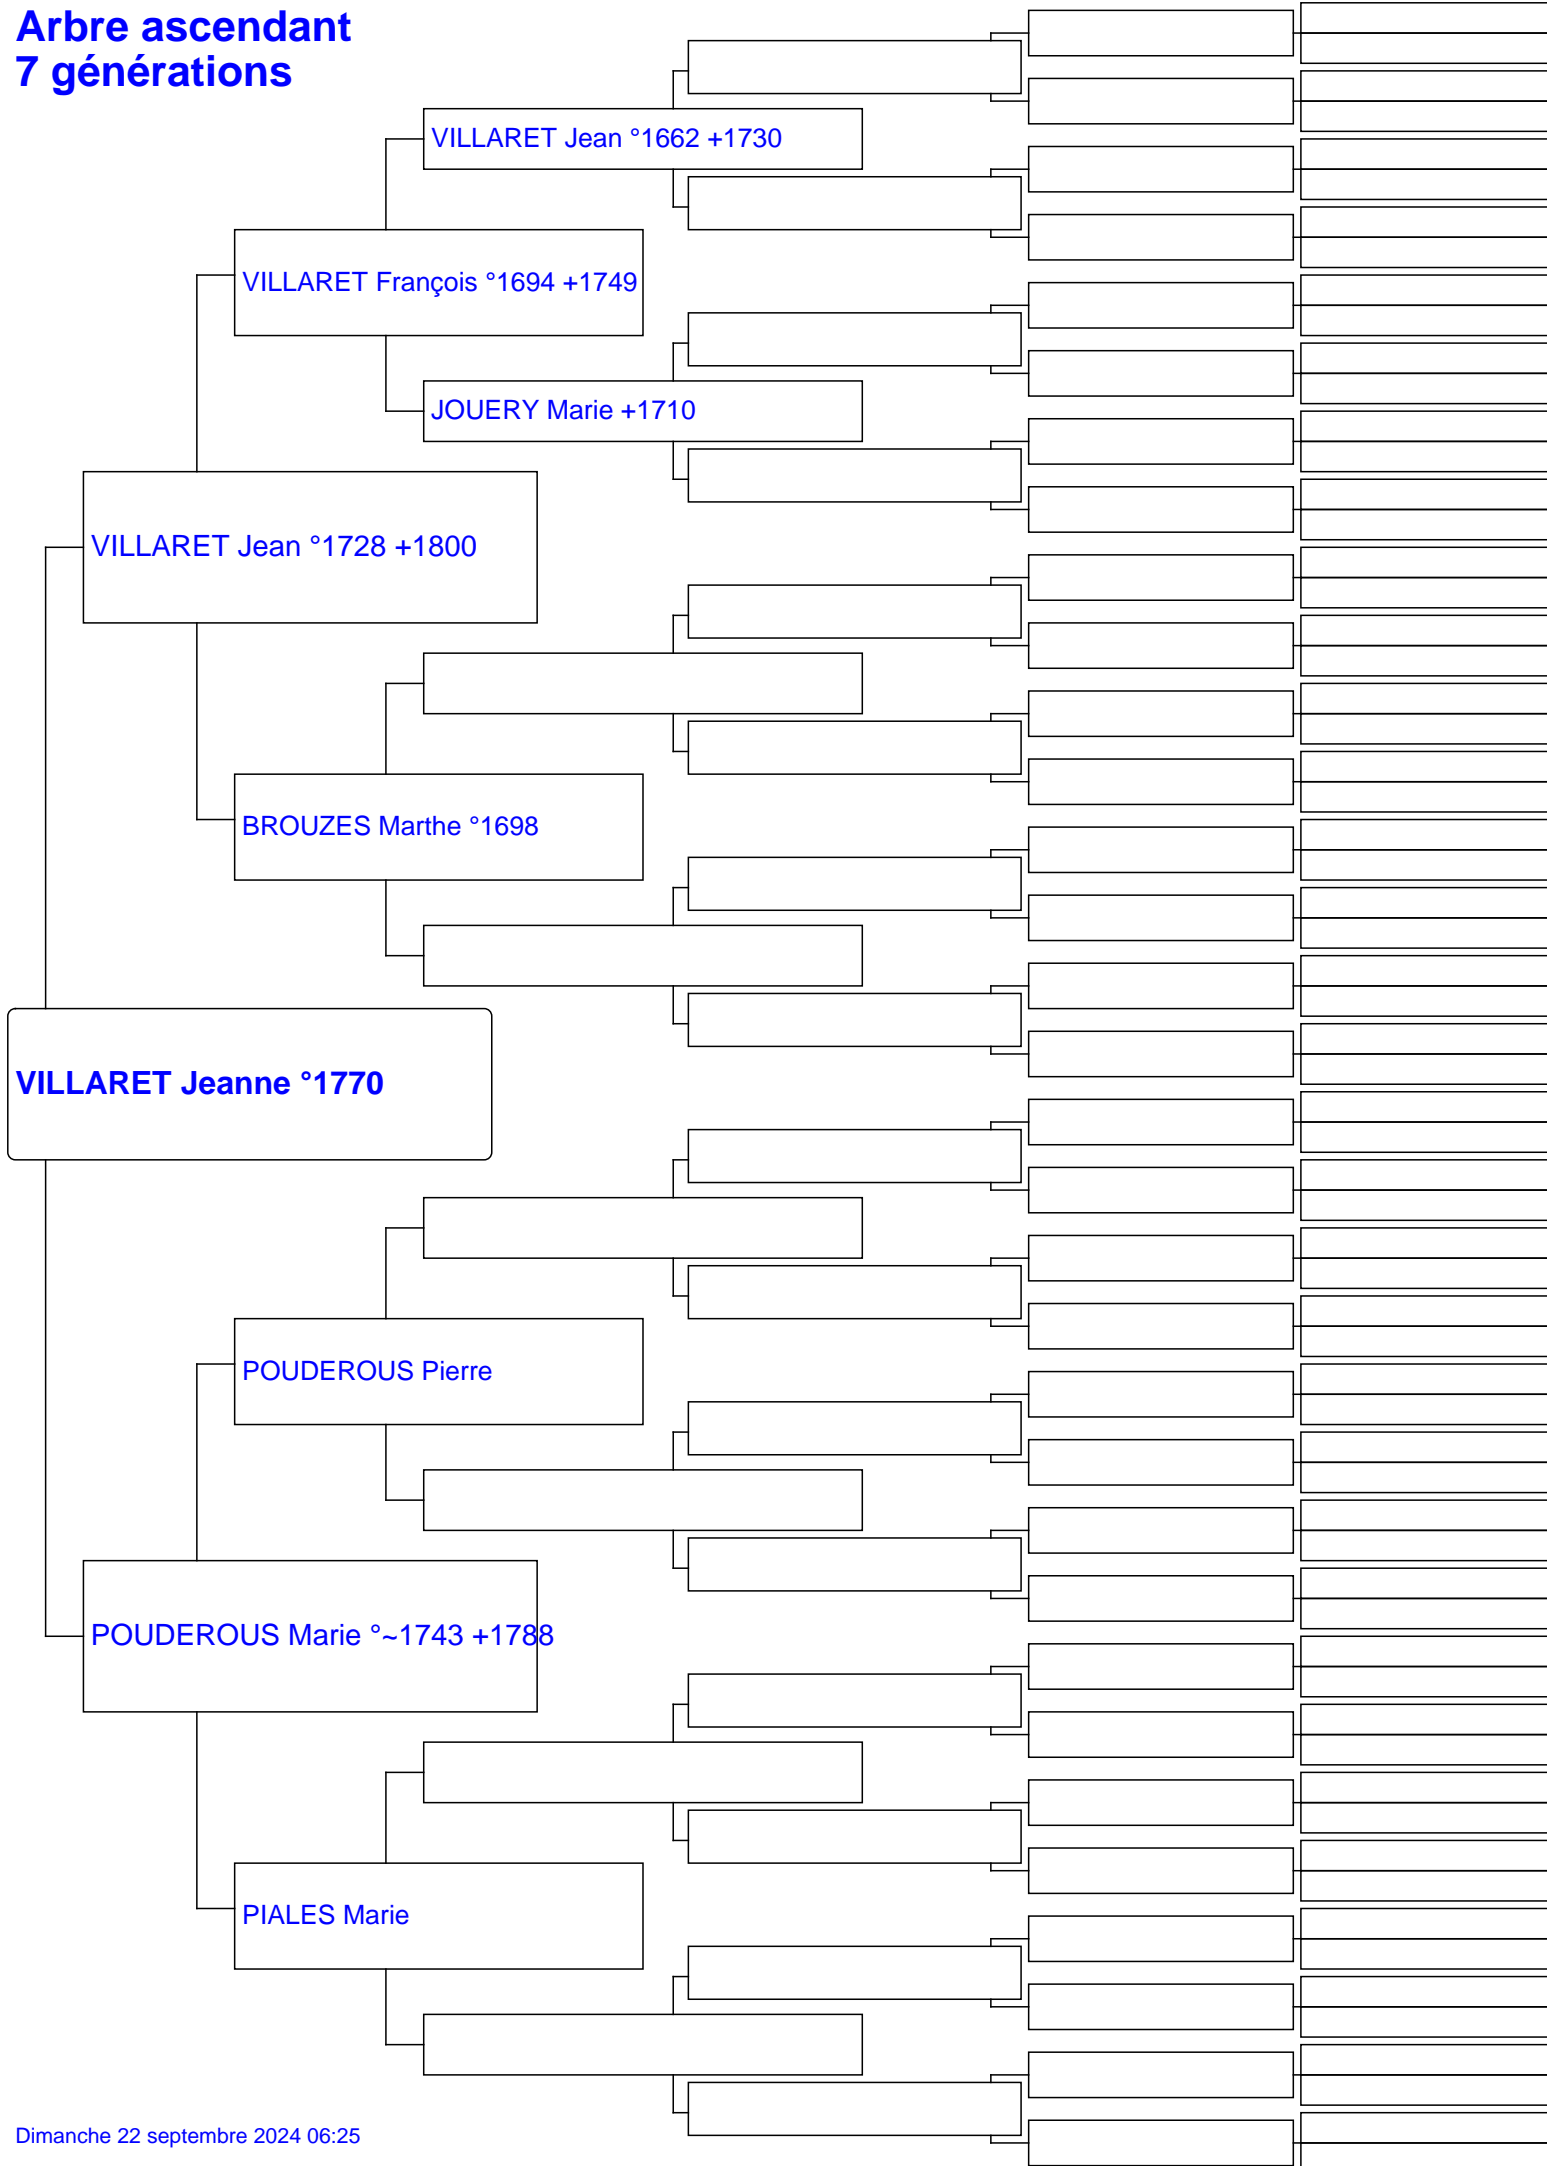 Arbre ascendant
7 générations
VILLARET Jean °1662 +1730
VILLARET François °1694 +1749
JOUERY Marie +1710
VILLARET Jean °1728 +1800
BROUZES Marthe °1698
VILLARET Jeanne °1770
POUDEROUS Pierre
POUDEROUS Marie °~1743 +1788
PIALES Marie
Dimanche 22 septembre 2024 06:25